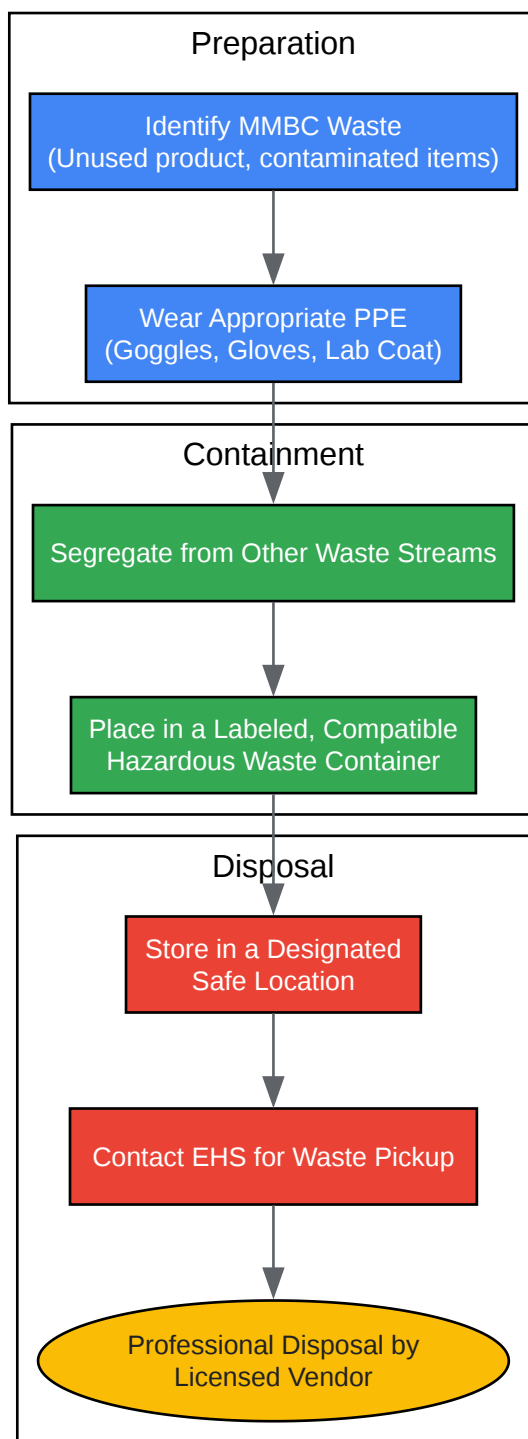 Preparation
Identify MMBC Waste
(Unused product, contaminated items)
Wear Appropriate PPE
(Goggles, Gloves, Lab Coat)
Containment
Segregate from Other Waste Streams
Place in a Labeled, Compatible
Hazardous Waste Container
Disposal
Store in a Designated
Safe Location
Contact EHS for Waste Pickup
Professional Disposal by
Licensed Vendor